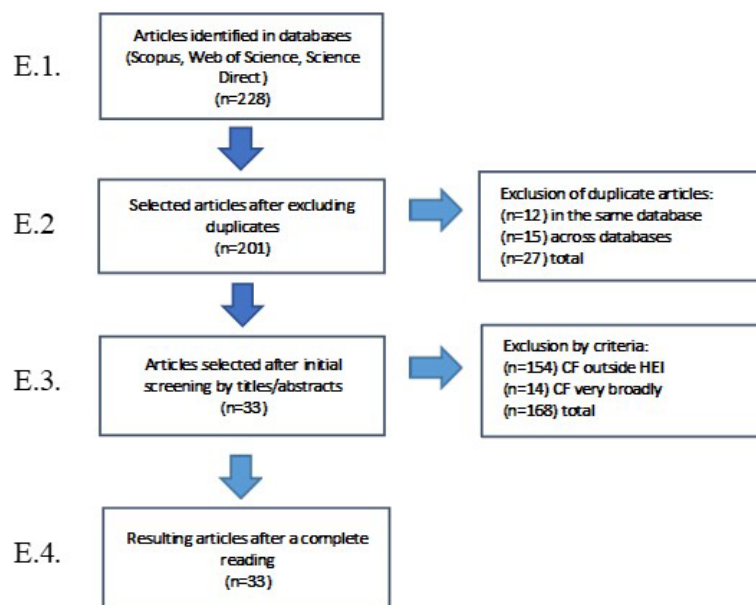 E.1.
Articles identified in databases
(Scopus, Web of Science, Science
Direct)
(n=228)
E.2
Selected articles after excluding
duplicates
(n=201)
Exclusion of duplicate articles:
(n=12) in the same database
(n=15) across databases
(n=27) total
E.3.
Articles selected after initial
screening by titles/abstracts
(n=33)
Exclusion by criteria:
(n=154) CF outside HEI
(n=14) CF very broadly
(n=168) total
E.4.
Resulting articles after a complete
reading
(n=33)